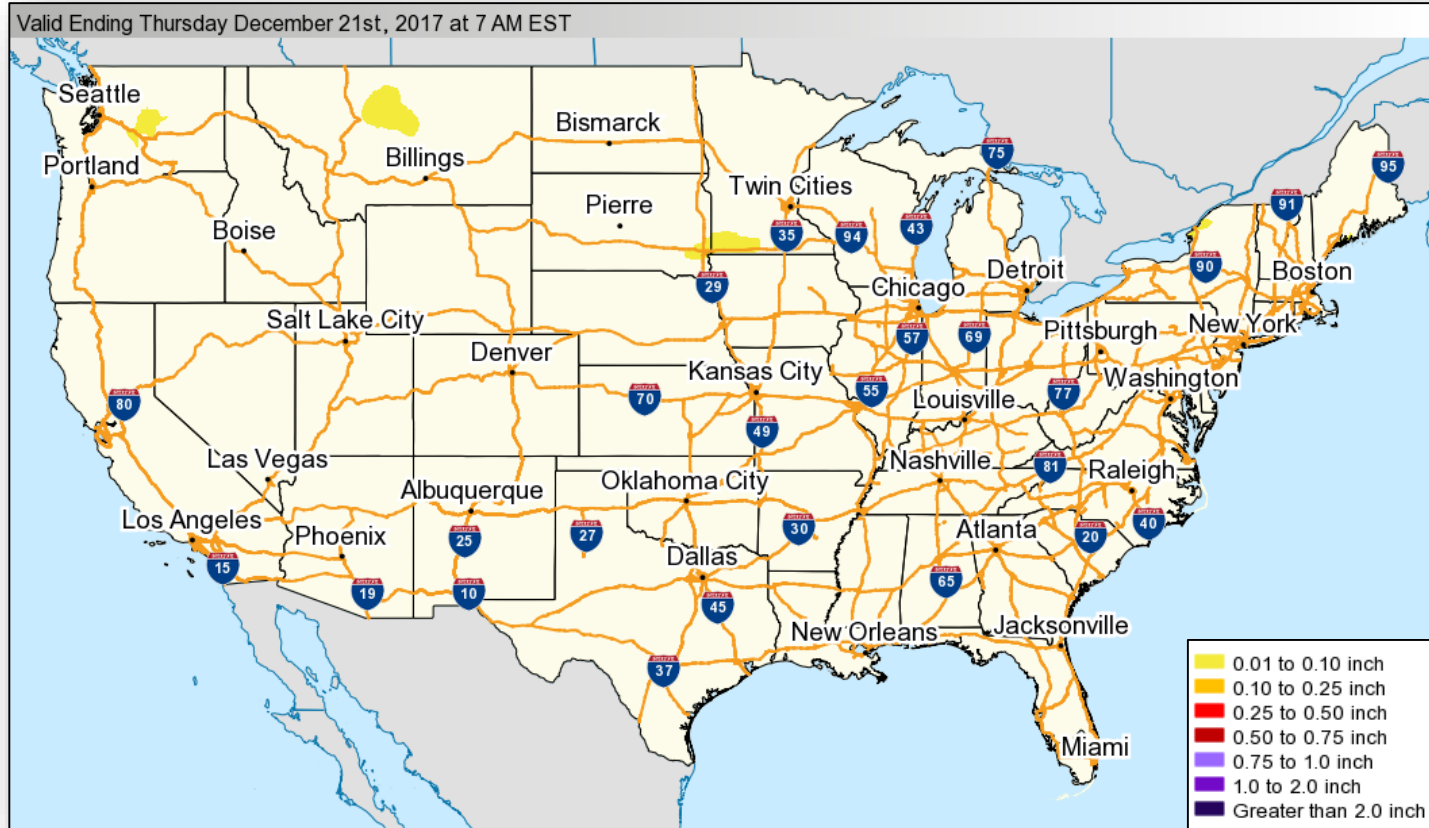 Valid Ending Thursday December 21st, 2017 at 7 AM EST
Seattle
Bismarck
75
95
Portland
Billings
Twin Cities
91
Pierre
Boise
35
94
43
90
Detroit
Boston
29
Chicago
Salt Lake City
57
69
Pittsburgh
New York
Denver
Kansas City
Washington
80
70
55
Louisville
77
49
Las Vegas
Nashville
81
Raleigh
Albuquerque
Oklahoma City
Los Angeles
Phoenix
25
27
30
Atlanta
20
40
15
Dallas
19
10
45
65
New Orleans
Jacksonville
37
Miami
0.01 to 0.10 inch
0.10 to 0.25 inch
0.25 to 0.50 inch
0.50 to 0.75 inch
0.75 to 1.0 inch
1.0 to 2.0 inch
Greater than 2.0 inch